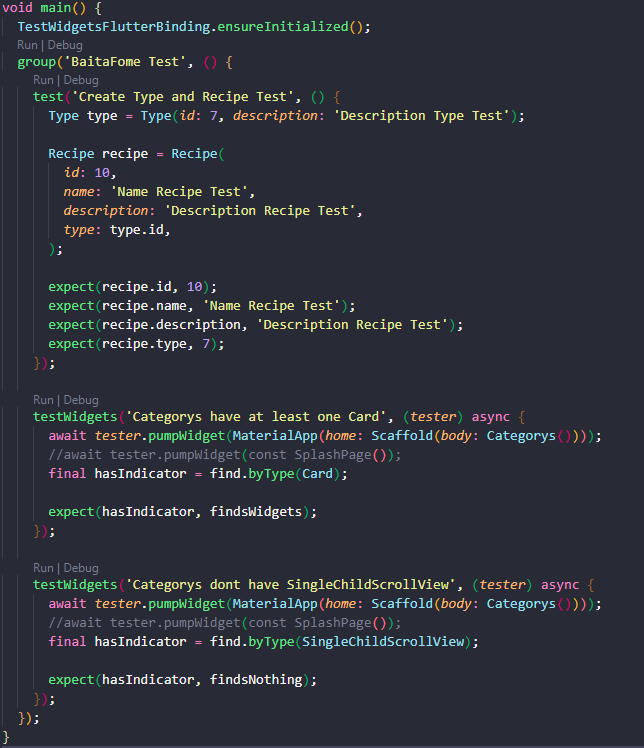 void main() {
  TestWidgetsFlutterBinding.ensureInitialized();
  Run | Debug
  group('BaitaFome Test', () {
    Run | Debug
    test('Create Type and Recipe Test', () {
      Type type = Type(id: 7, description: 'Description Type Test');

      Recipe recipe = Recipe(
        id: 10,
        name: 'Name Recipe Test',
        description: 'Description Recipe Test',
        type: type.id,
      );

      expect(recipe.id, 10);
      expect(recipe.name, 'Name Recipe Test');
      expect(recipe.description, 'Description Recipe Test');
      expect(recipe.type, 7);
    });

    Run | Debug
    testWidgets('Categorys have at least one Card', (tester) async {
      await tester.pumpWidget(MaterialApp(home: Scaffold(body: Categorys())));
      //await tester.pumpWidget(const SplashPage());
      final hasIndicator = find.byType(Card);

      expect(hasIndicator, findsWidgets);
    });

    Run | Debug
    testWidgets('Categorys dont have SingleChildScrollView', (tester) async {
      await tester.pumpWidget(MaterialApp(home: Scaffold(body: Categorys())));
      //await tester.pumpWidget(const SplashPage());
      final hasIndicator = find.byType(SingleChildScrollView);

      expect(hasIndicator, findsNothing);
    });
  });
}